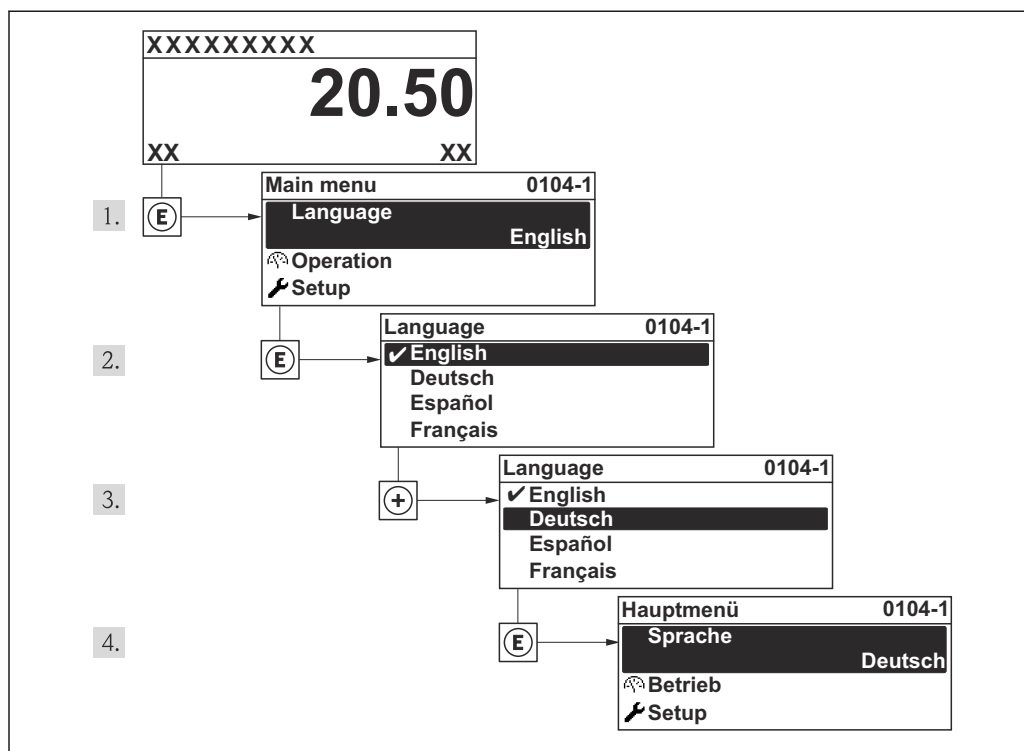 XXXXXXXXX
20.50
XX XX
Main menu 0104-1
1. E Language
English
Operation
Setup
Language 0104-1
2. E ✔ English
Deutsch
Español
Français
Language 0104-1
3. + ✔ English
Deutsch
Español
Français
Hauptmenü 0104-1
4. E Sprache
Deutsch
Betrieb
Setup